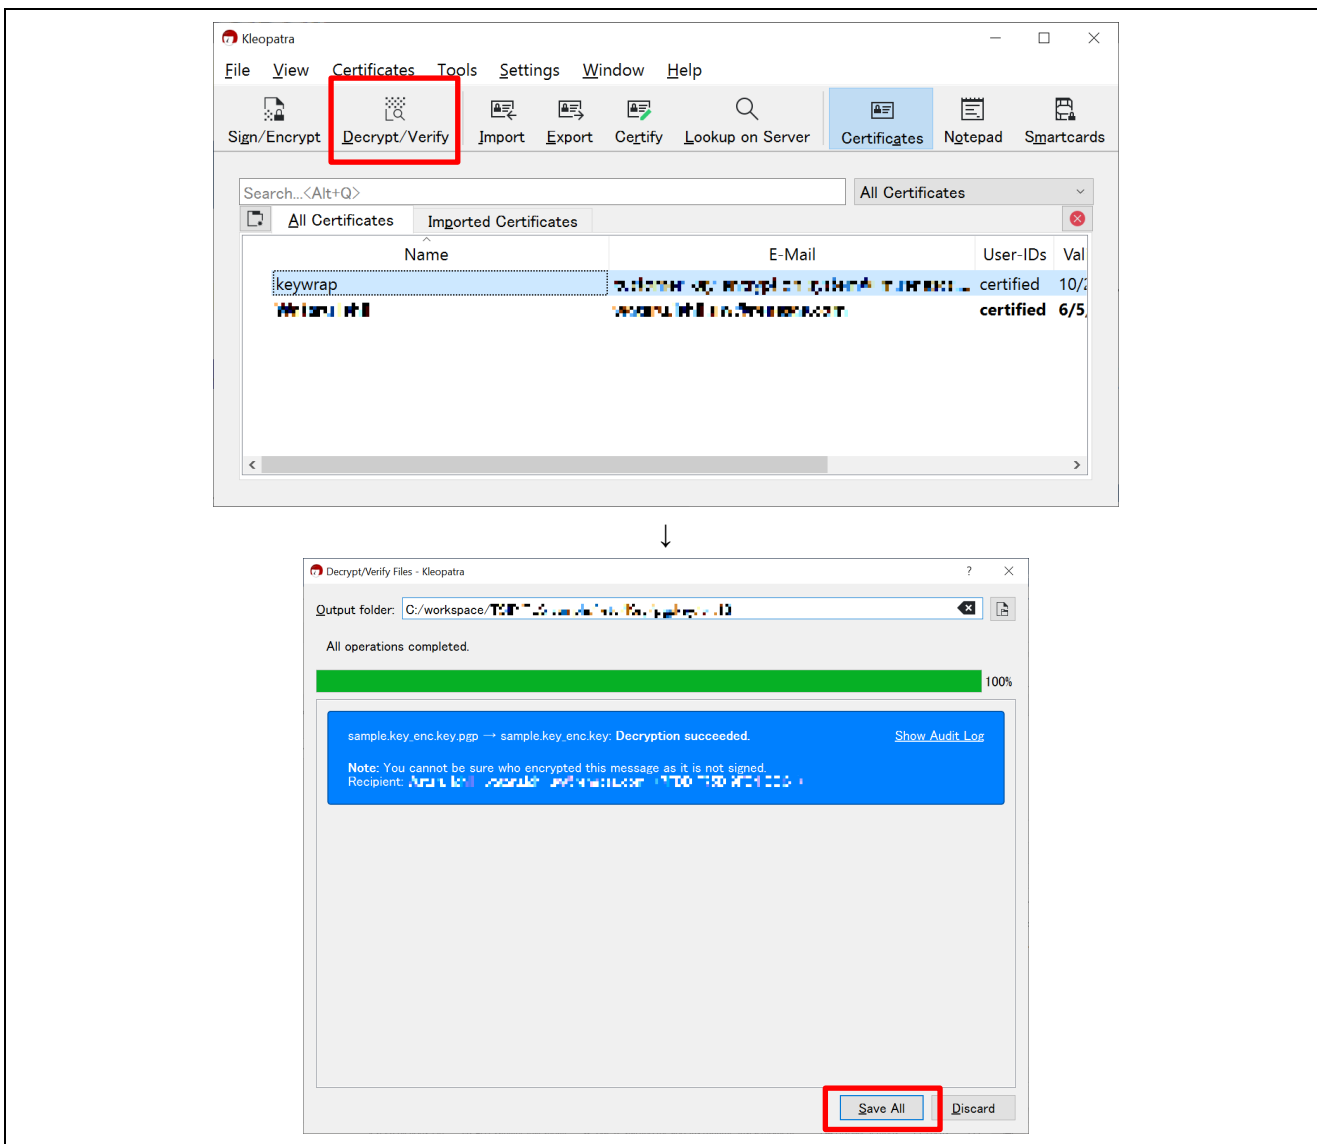 Kleopatra
File View Certificates Tools Settings Window Help
Sign/Encrypt Decrypt/Verify Import Export Certify Lookup on Server Certificates Notepad Smartcards
Search...<Alt+Q> All Certificates
All Certificates Imported Certificates
Name E-Mail User-IDs Val
keywrap certified 10/2
certified 6/5,
↓
Decrypt/Verify Files - Kleopatra
Output folder: C:/workspace/
All operations completed.
100%
sample.key_enc.key.pgp → sample.key_enc.key: Decryption succeeded. Show Audit Log
Note: You cannot be sure who encrypted this message as it is not signed.
Recipient:
Save All Discard